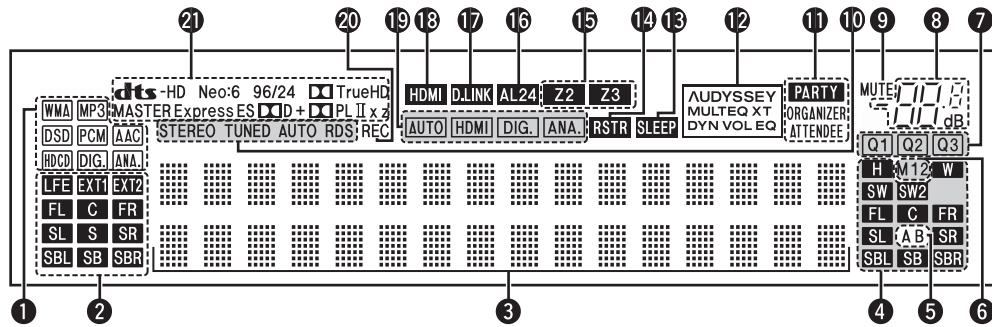 21 20 19 18 17 16 15 14 13 12 11 10 9 8 7
dts -HD Neo:6 96/24 TrueHD
MASTER Express ES D + PL II x z
STEREO TUNED AUTO RDS REC
HDMI D.LINK AL24 Z2 Z3
AUTO HDMI DIG. ANA. RSTR SLEEP
AUDYSSEY
MULTEQ XT
DYN VOL EQ
PARTY
ORGANIZER
ATTENDEE
MUTE
dB
WMA MP3
DSD PCM AAC
HDCD DIG. ANA.
LFE EXT1 EXT2
FL C FR
SL S SR
SBL SB SBR
Q1 Q2 Q3
H M12 W
SW SW2
FL C FR
SL AB SR
SBL SB SBR
1 2 3 4 5 6